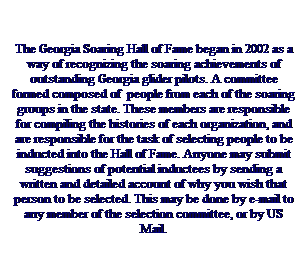 The Georgia Soaring Hall of Fame began in 2002 as a
way of recognizing the soaring achievements of
outstanding Georgia glider pilots. A committee
formed composed of people from each of the soaring
groups in the state. These members are responsible
for compiling the histories of each organization, and
are responsible for the task of selecting people to be
inducted into the Hall of Fame. Anyone may submit
suggestions of potential inductees by sending a
written and detailed account of why you wish that
person to be selected. This may be done by e-mail to
any member of the selection committee, or by US
Mail.